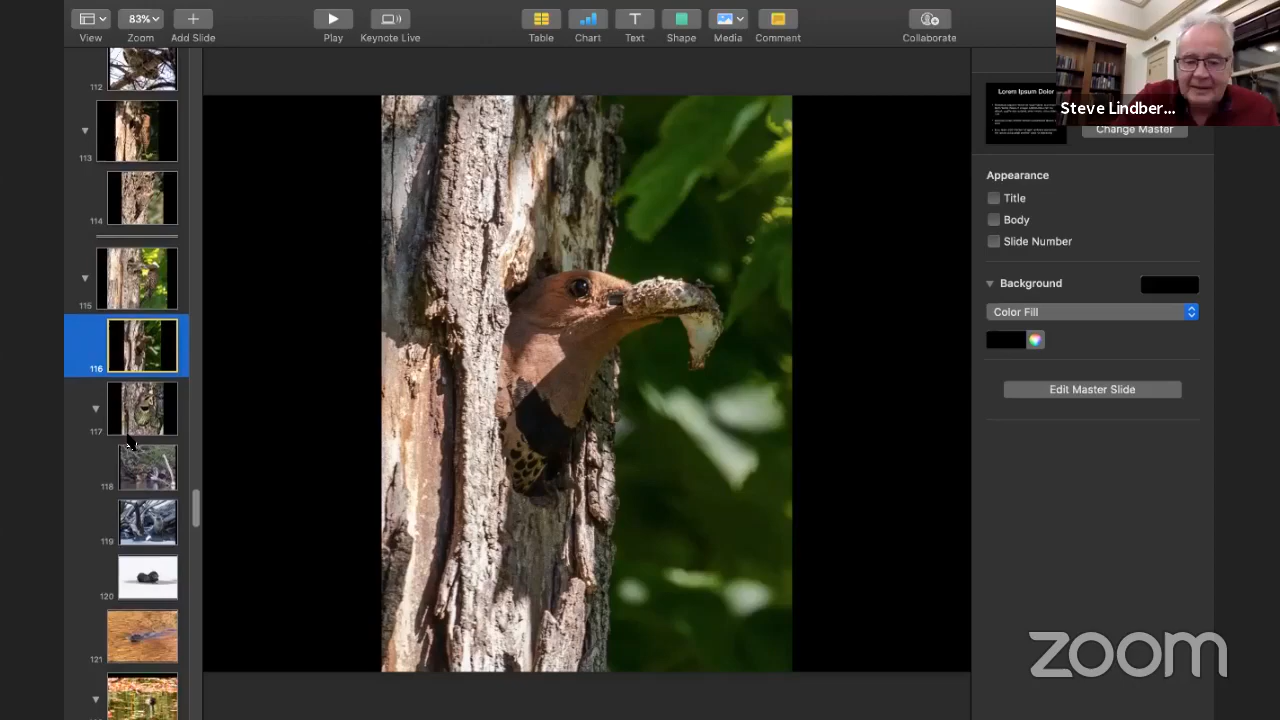 View
83%
Zoom
Add Slide
Play
Keynote Live
Table
Chart
Text
Shape
Media
Comment
Collaborate
112
113
114
115
116
117
118
119
120
121
Lorem Ipsum Dolor
Steve Lindber...
Change Master
Appearance
Title
Body
Slide Number
Background
Color Fill
Edit Master Slide
zoom